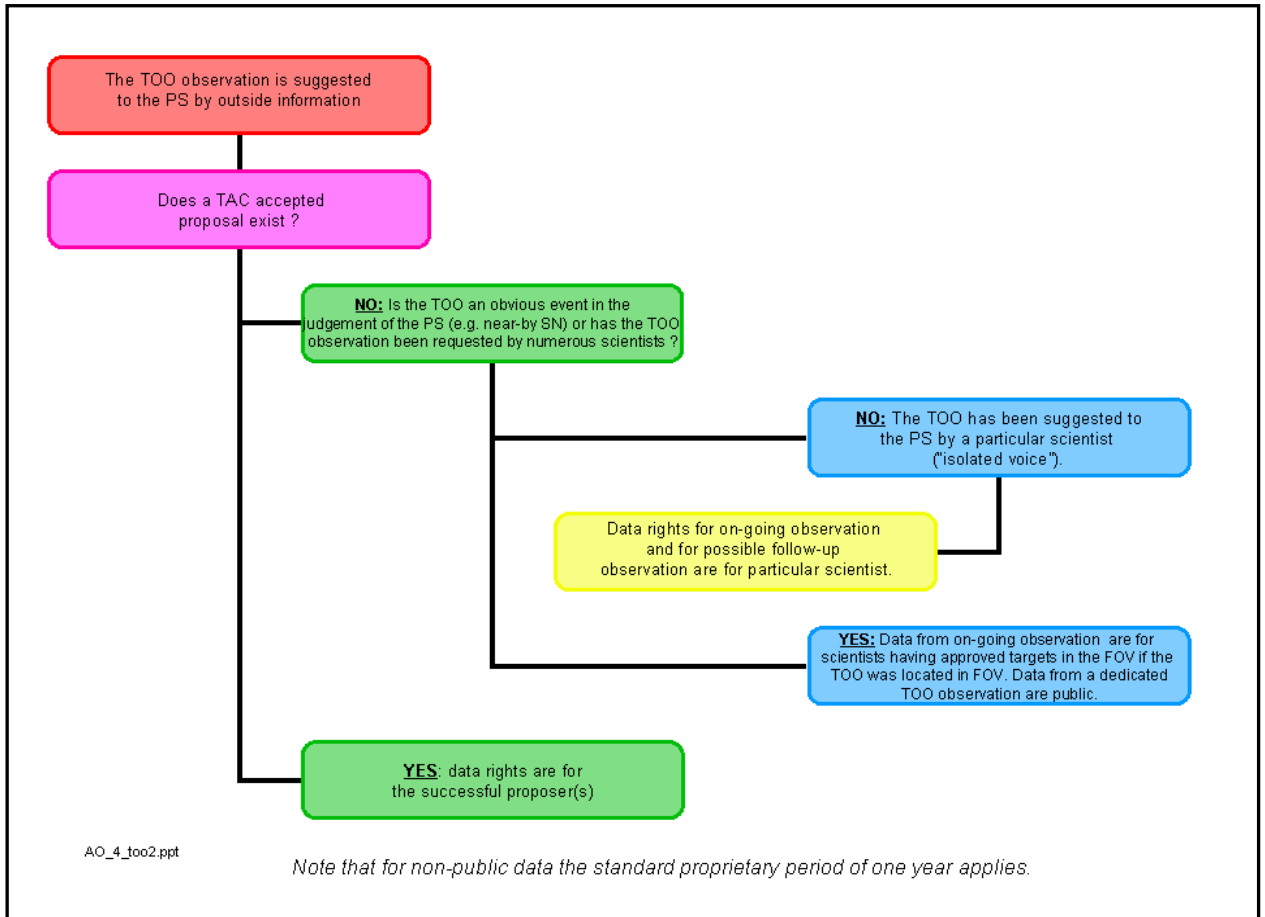 The TOO observation is suggested
to the PS by outside information
Does a TAC accepted
proposal exist ?
NO: Is the TOO an obvious event in the
judgement of the PS (e.g. near-by SN) or has the TOO
observation been requested by numerous scientists ?
NO: The TOO has been suggested to
the PS by a particular scientist
("isolated voice").
Data rights for on-going observation
and for possible follow-up
observation are for particular scientist.
YES: Data from on-going observation are for
scientists having approved targets in the FOV if the
TOO was located in FOV. Data from a dedicated
TOO observation are public.
YES: data rights are for
the successful proposer(s)
AO_4_too2.ppt
Note that for non-public data the standard proprietary period of one year applies.